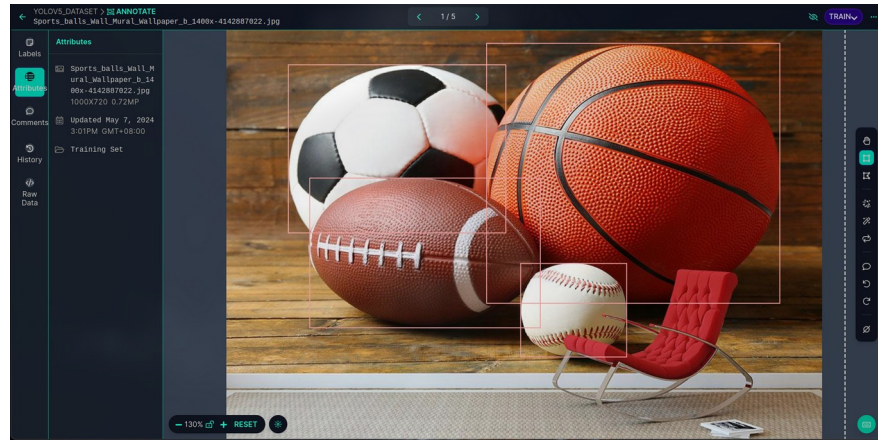 YOLOV5_DATASET > ANNOTATE
Sports_balls_Wall_Mural_Wallpaper_b_1400x-4142887022.jpg
1 / 5
TRAIN
Labels
Attributes
Comments
History
Raw
Data
Attributes
Sports_balls_Wall_M
ural_Wallpaper_b_14
00x-4142887022.jpg
1000X720 0.72MP
Updated May 7, 2024
3:01PM GMT+08:00
Training Set
130%
RESET